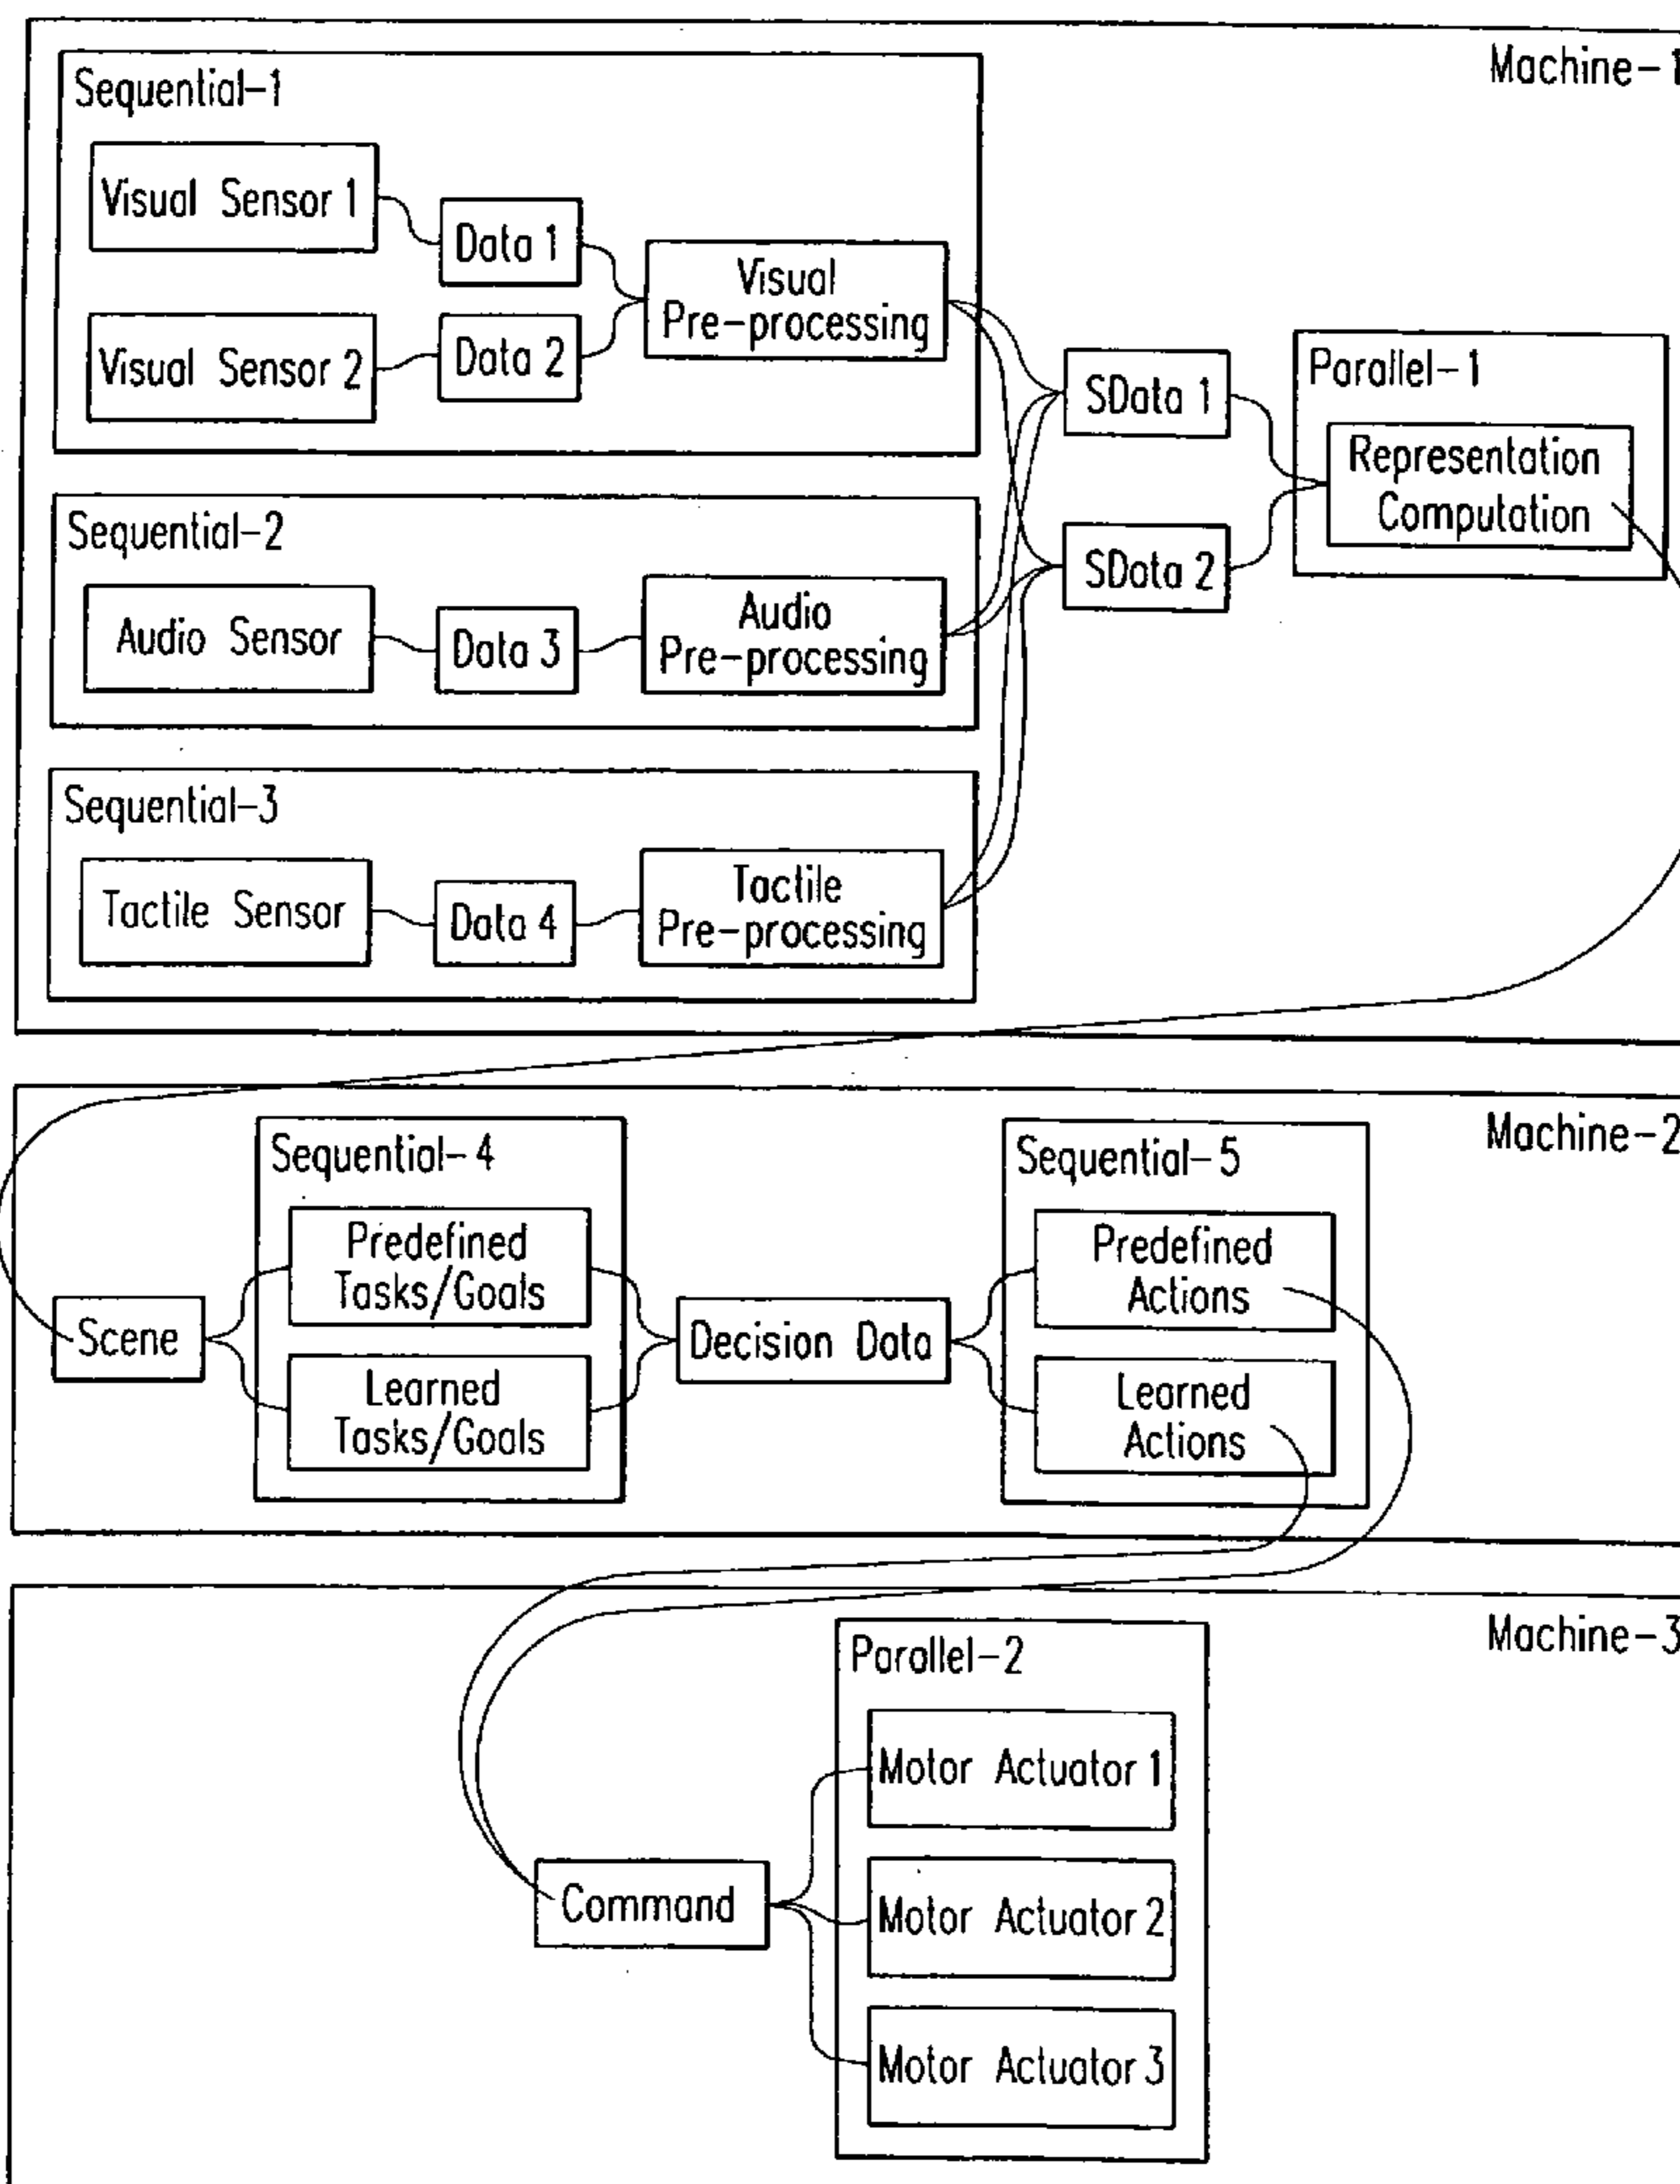 Machine-1
Sequential-1
Visual Sensor 1
Data 1
Visual
Pre-processing
Visual Sensor 2
Data 2
SData 1
Parallel-1
Representation
Computation
Sequential-2
SData 2
Audio Sensor
Data 3
Audio
Pre-processing
Sequential-3
Tactile Sensor
Data 4
Tactile
Pre-processing
Machine-2
Sequential-4
Sequential-5
Predefined
Tasks/Goals
Predefined
Actions
Scene
Decision Data
Learned
Tasks/Goals
Learned
Actions
Machine-3
Parallel-2
Motor Actuator 1
Command
Motor Actuator 2
Motor Actuator 3